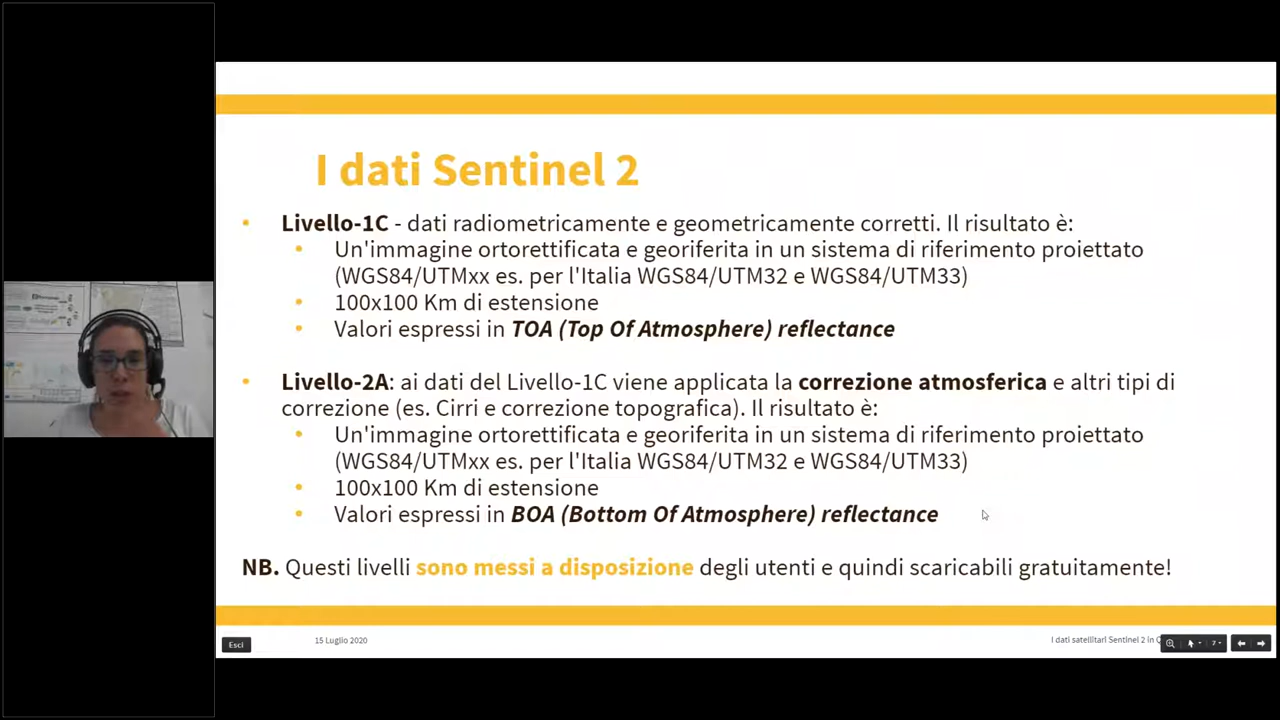 I dati Sentinel 2
• Livello-1C - dati radiometricamente e geometricamente corretti. Il risultato è:
• Un'immagine ortorettificata e georiferita in un sistema di riferimento proiettato
(WGS84/UTMxx es. per l'Italia WGS84/UTM32 e WGS84/UTM33)
• 100x100 Km di estensione
• Valori espressi in TOA (Top Of Atmosphere) reflectance
• Livello-2A: ai dati del Livello-1C viene applicata la correzione atmosferica e altri tipi di
correzione (es. Cirri e correzione topografica). Il risultato è:
• Un'immagine ortorettificata e georiferita in un sistema di riferimento proiettato
(WGS84/UTMxx es. per l'Italia WGS84/UTM32 e WGS84/UTM33)
• 100x100 Km di estensione
• Valori espressi in BOA (Bottom Of Atmosphere) reflectance
NB. Questi livelli sono messi a disposizione degli utenti e quindi scaricabili gratuitamente!
Esci
15 Luglio 2020
I dati satellitari Sentinel 2 in
7